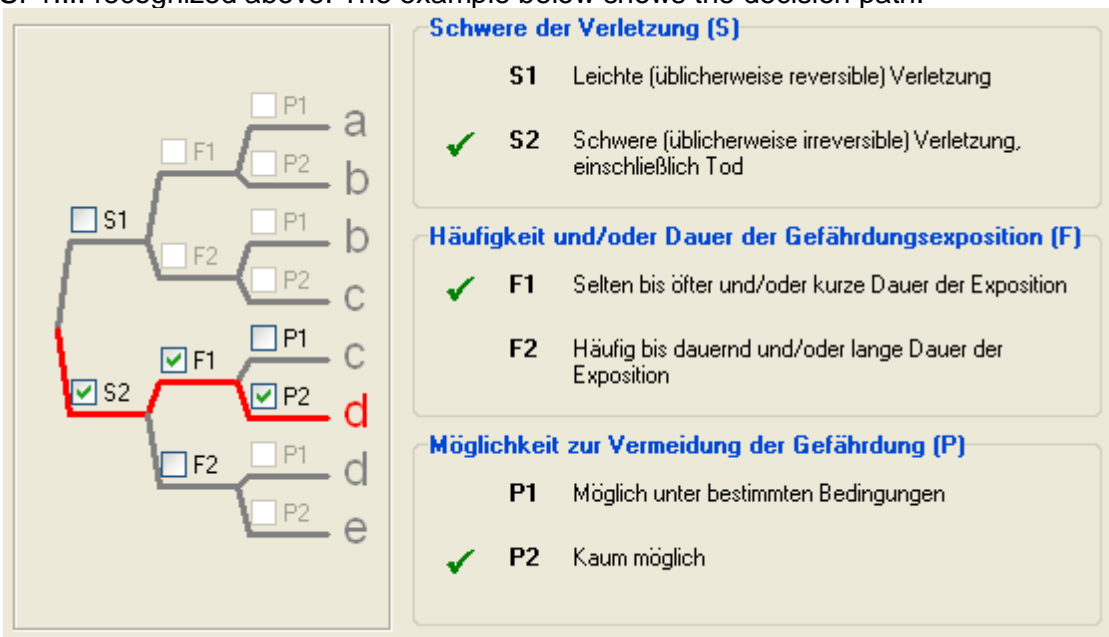 recognized above. The example below shows the decision path.
P1
a
F1
P2
b
S1
P1
b
F2
P2
c
P1
c
F1
S2
P2
d
F2
P1
d
P2
e
Schwere der Verletzung (S)
S1 Leichte (üblicherweise reversible) Verletzung
S2 Schwere (üblicherweise irreversible) Verletzung,
einschließlich Tod
Häufigkeit und/oder Dauer der Gefährdungsexposition (F)
F1 Selten bis öfter und/oder kurze Dauer der Exposition
F2 Häufig bis dauernd und/oder lange Dauer der
Exposition
Möglichkeit zur Vermeidung der Gefährdung (P)
P1 Möglich unter bestimmten Bedingungen
P2 Kaum möglich